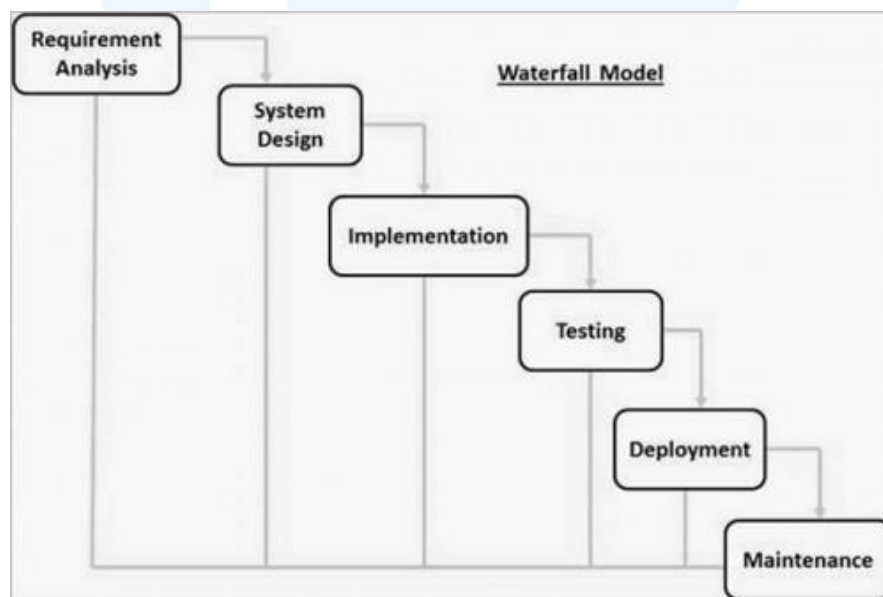 Requirement
Analysis
Waterfall Model
System
Design
Implementation
Testing
Deployment
Maintenance